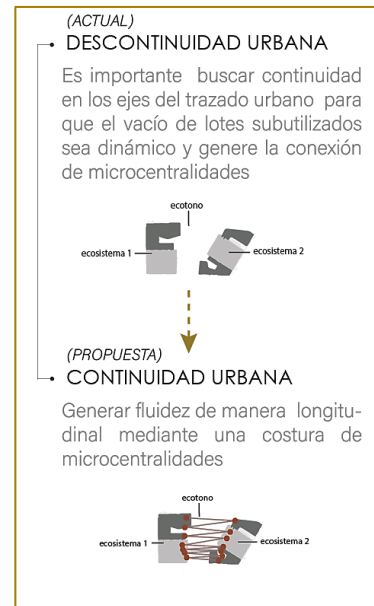 (ACTUAL)
DESCONTINUIDAD URBANA
Es importante buscar continuidad
en los ejes del trazado urbano para
que el vacío de lotes subutilizados
sea dinámico y genere la conexión
de microcentralidades
ecotono
ecosistema 1
ecosistema 2
(PROPUESTA)
CONTINUIDAD URBANA
Generar fluidez de manera longitu-
dinal mediante una costura de
microcentralidades
ecotono
ecosistema 1
ecosistema 2